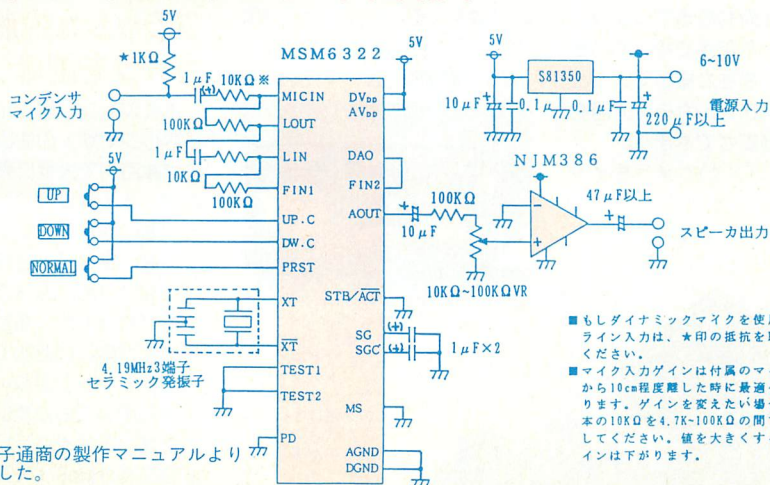 5V
★1KΩ
MSM6322
1μF
(+)
10KΩ※
コンデンサ
マイク入力
100KΩ
1μF
10KΩ
100KΩ
5V
UP
DOWN
NORMAL
4.19MHz3端子
セラミック発振子
MICIN
LOUT
LIN
FIN1
UP.C
DW.C
PRST
XT
XT
TEST1
TEST2
PD
DVDD
AVDD
DAO
FIN2
AOUT
STB/ACT
SG
SGC
MS
AGND
DGND
5V
(+)
(+)
1μF×2
5V
S81350
6~10V
10μF
+
0.1μ
0.1μF
+
電源入力
220μF以上
NJM386
+
100KΩ
10μF
−
+
10KΩ~100KΩVR
47μF以上
+
スピーカ出力
■もしダイナミックマイクを使
ライン入力は、★印の抵抗を
ください。
■マイク入力ゲインは付属のマ
から10cm程度離した時に最適
ります。ゲインを変えたい場
本の10KΩを4.7K~100KΩの間
してください。値を大きくす
インは下がります。
子通商の製作マニュアルより
した。